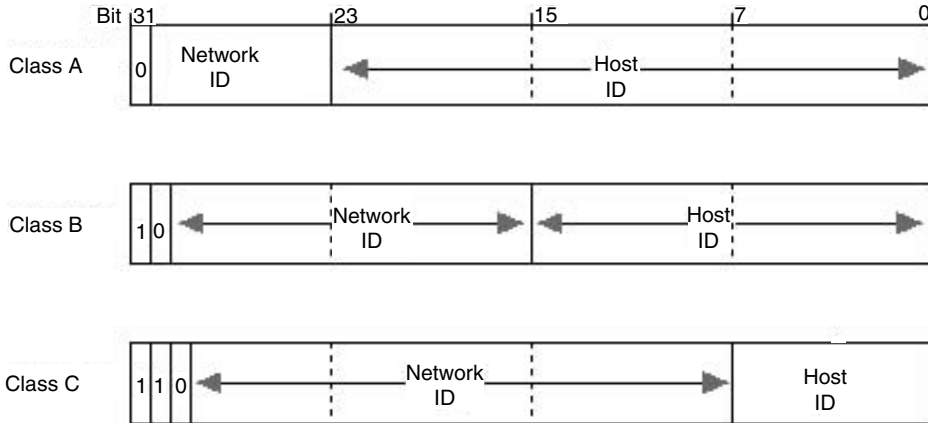 Bit 31 23 15 7 0
Class A 0 Network ID Host ID
Class B 1 0 Network ID Host ID
Class C 1 1 0 Network ID Host ID